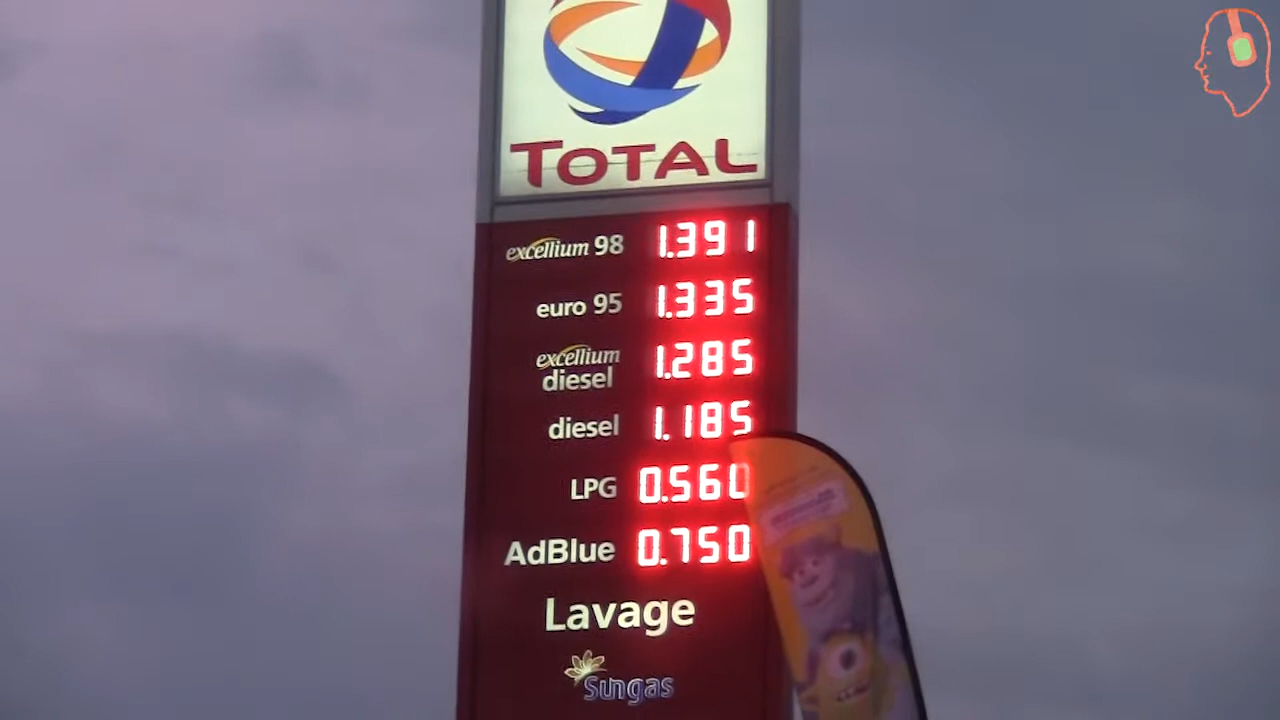 TOTAL
excellium 98 1.391
euro 95 1.335
excellium
diesel 1.285
diesel 1.185
LPG 0.560
AdBlue 0.750
Lavage
Sungas